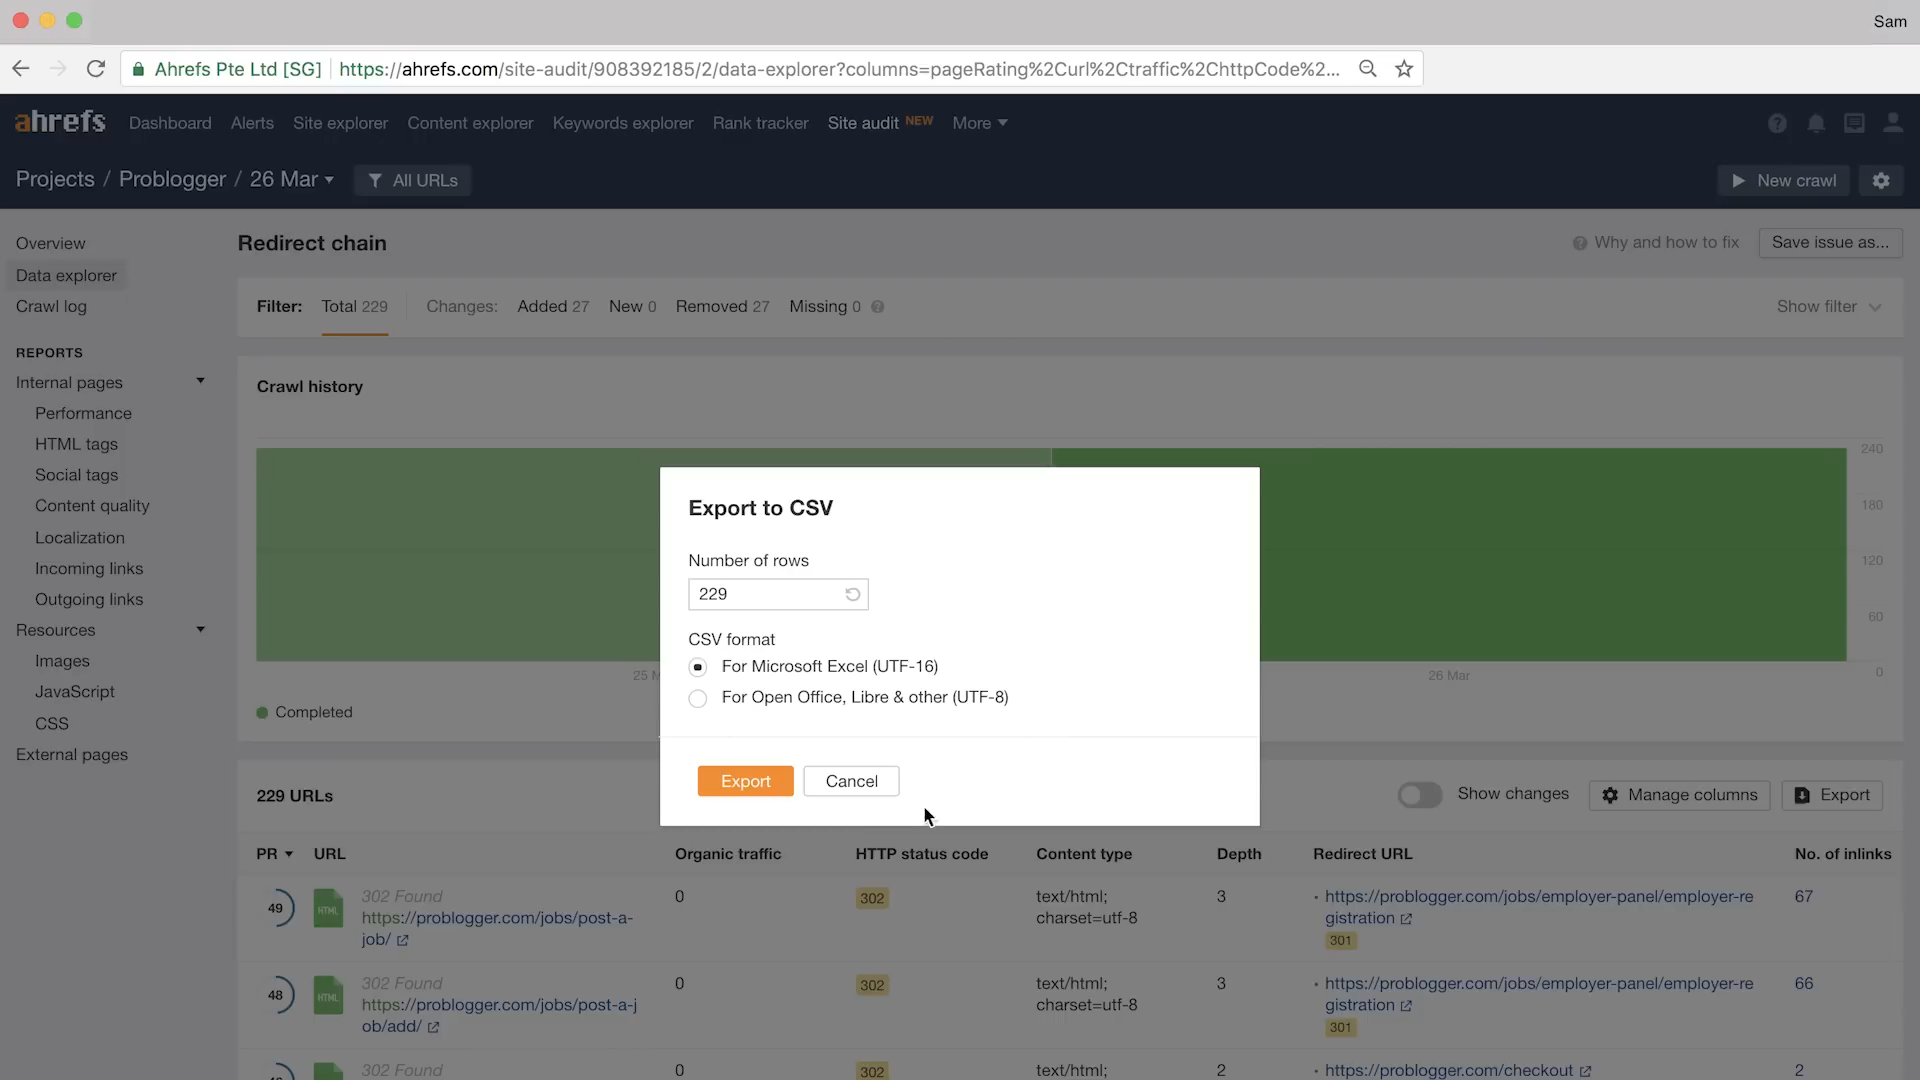 Sam
Ahrefs Pte Ltd [SG] https://ahrefs.com/site-audit/908392185/2/data-explorer?columns=pageRating%2Curl%2Ctraffic%2ChttpCode%2...
ahrefs Dashboard Alerts Site explorer Content explorer Keywords explorer Rank tracker Site audit NEW More
Projects / Problogger / 26 Mar All URLs New crawl
Overview
Data explorer
Crawl log
REPORTS
Internal pages
Performance
HTML tags
Social tags
Content quality
Localization
Incoming links
Outgoing links
Resources
Images
JavaScript
CSS
External pages
Redirect chain ? Why and how to fix Save issue as...
Filter: Total 229 Changes: Added 27 New 0 Removed 27 Missing 0 ? Show filter
Crawl history
240
180
120
60
0
25 M 26 Mar
Completed
Export to CSV
Number of rows
229
CSV format
For Microsoft Excel (UTF-16)
For Open Office, Libre & other (UTF-8)
Export Cancel
229 URLs Show changes Manage columns Export
PR URL Organic traffic HTTP status code Content type Depth Redirect URL No. of inlinks
49 HTML 302 Found 0 302 text/html; 3 https://problogger.com/jobs/employer-panel/employer-re 67
https://problogger.com/jobs/post-a- charset=utf-8 gistration
job/ 301
48 HTML 302 Found 0 302 text/html; 3 https://problogger.com/jobs/employer-panel/employer-re 66
https://problogger.com/jobs/post-a-j charset=utf-8 gistration
ob/add/ 301
302 Found 0 302 text/html; 2 https://problogger.com/checkout 2